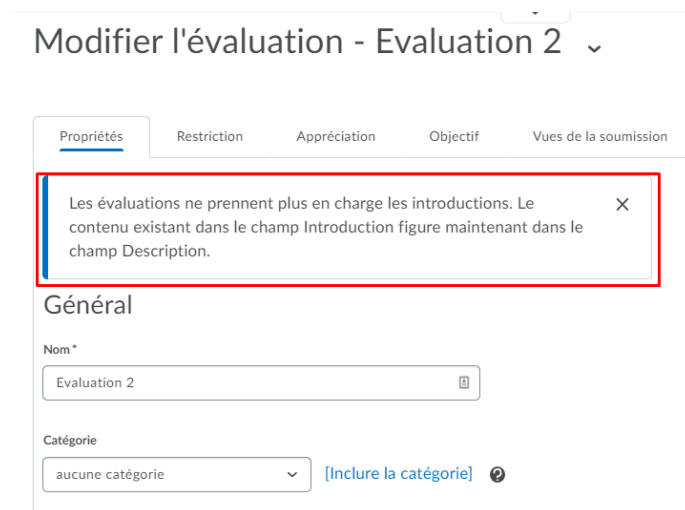 Modifier l'évaluation - Evaluation 2
Propriétés Restriction Appréciation Objectif Vues de la soumission
Les évaluations ne prennent plus en charge les introductions. Le
contenu existant dans le champ Introduction figure maintenant dans le
champ Description.
Général
Nom *
Evaluation 2
Catégorie
aucune catégorie [Inclure la catégorie]